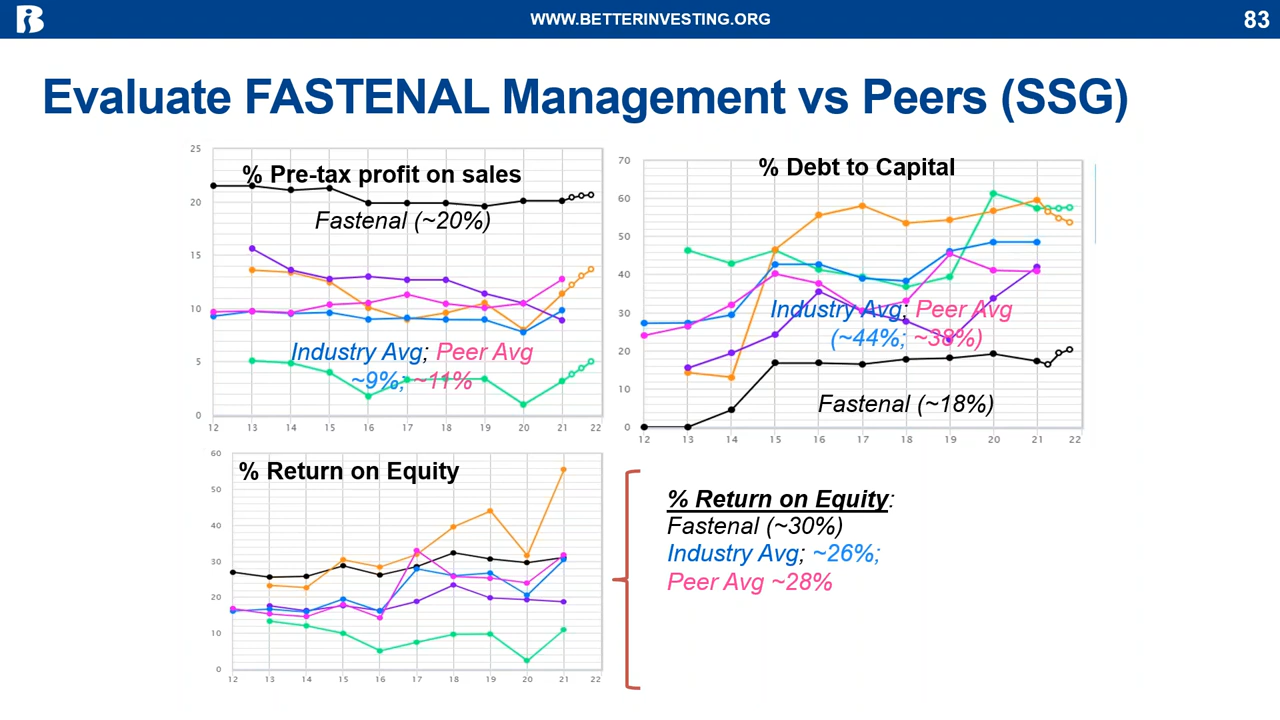 WWW.BETTERINVESTING.ORG
83
Evaluate FASTENAL Management vs Peers (SSG)
% Pre-tax profit on sales
Fastenal (~20%)
Industry Avg; Peer Avg
~9%; ~11%
25
20
15
10
5
0
12 13 14 15 16 17 18 19 20 21 22
% Debt to Capital
Industry Avg; Peer Avg
(~44%; ~38%)
Fastenal (~18%)
70
60
50
40
30
20
10
0
12 13 14 15 16 17 18 19 20 21 22
% Return on Equity
60
50
40
30
20
10
0
12 13 14 15 16 17 18 19 20 21 22
% Return on Equity:
Fastenal (~30%)
Industry Avg; ~26%;
Peer Avg ~28%